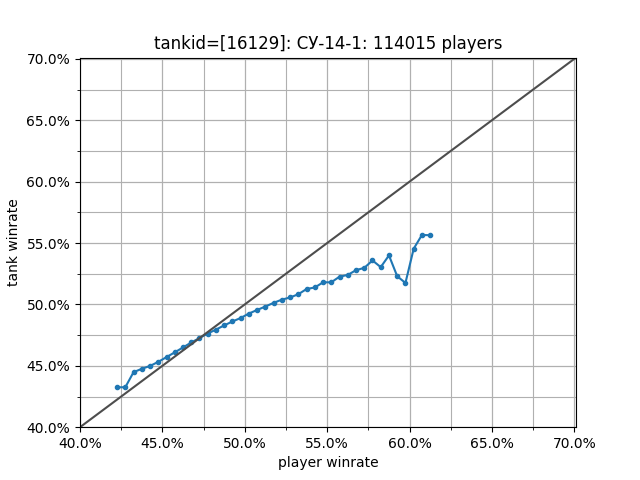 tankid=[16129]: СУ-14-1: 114015 players
70.0%
65.0%
60.0%
55.0%
50.0%
45.0%
40.0%
tank winrate
40.0% 45.0% 50.0% 55.0% 60.0% 65.0% 70.0%
player winrate